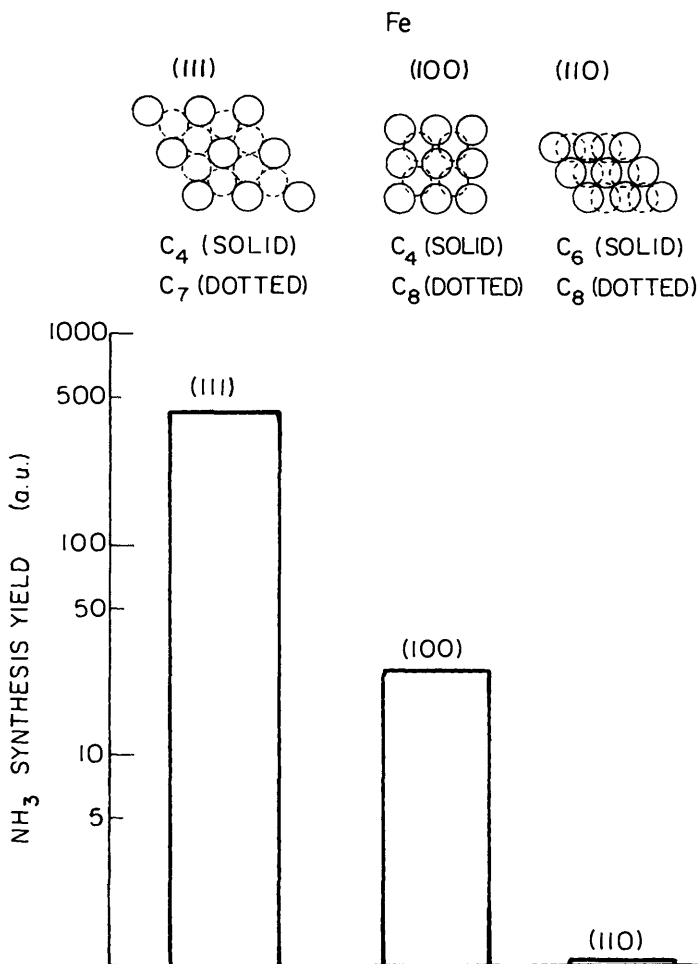 Fe
(111) (100) (110)
C4 (SOLID) C4 (SOLID) C6 (SOLID)
C7 (DOTTED) C8 (DOTTED) C8 (DOTTED)
1000
500
100
50
10
5
NH3 SYNTHESIS YIELD (a.u.)
(111)
(100)
(110)